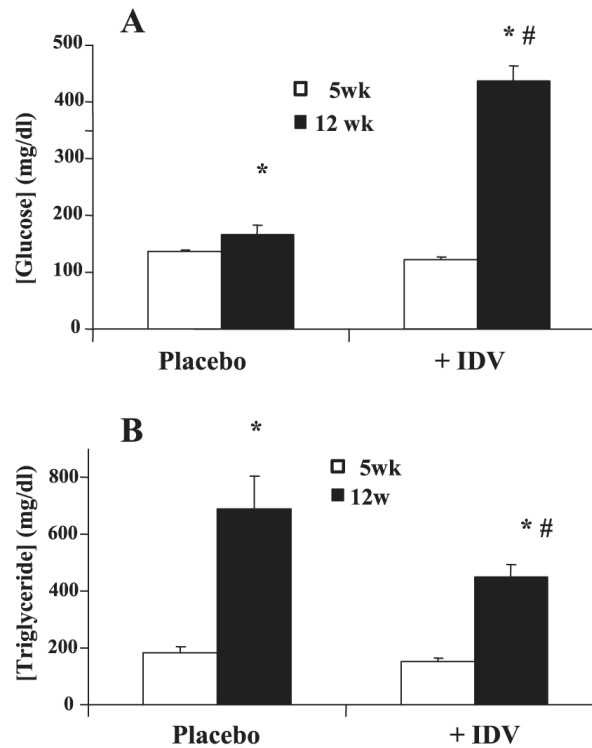 A
[Glucose] (mg/dl)
500
400
300
200
100
0
5wk
12 wk
*
* #
Placebo
+ IDV
B
[Triglyceride] (mg/dl)
800
600
400
200
0
5wk
12w
*
* #
Placebo
+ IDV